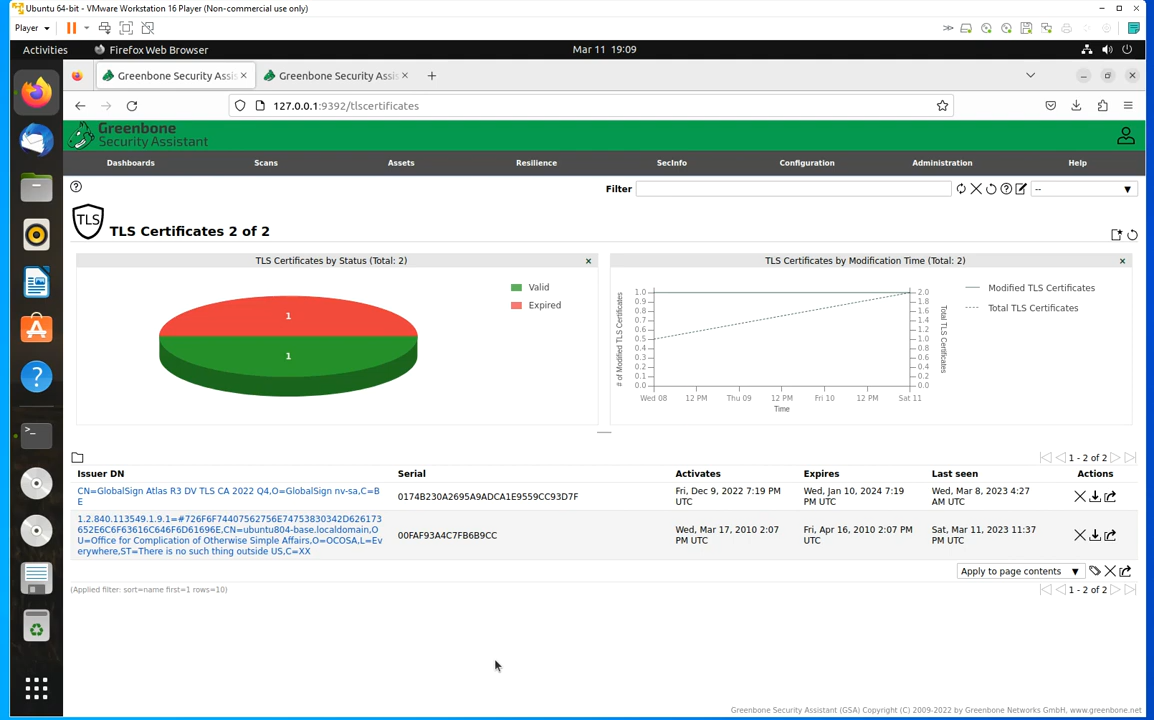 Ubuntu 64-bit - VMware Workstation 16 Player (Non-commercial use only)
Player
Activities Firefox Web Browser Mar 11 19:09
Greenbone Security Assis Greenbone Security Assis
127.0.0.1:9392/tlscertificates
Greenbone
Security Assistant
Dashboards Scans Assets Resilience SecInfo Configuration Administration Help
Filter --
TLS
TLS Certificates 2 of 2
TLS Certificates by Status (Total: 2)
Valid
Expired
1
1
TLS Certificates by Modification Time (Total: 2)
Modified TLS Certificates
Total TLS Certificates
# of Modified TLS Certificates
1.0
0.9
0.8
0.7
0.6
0.5
0.4
0.3
0.2
0.1
0.0
2.0
1.8
1.6
1.4
1.2
1.0
0.8
0.6
0.4
0.2
0.0
Total TLS Certificates
Wed 08 12 PM Thu 09 12 PM Fri 10 12 PM Sat 11
Time
1 - 2 of 2
Issuer DN Serial Activates Expires Last seen Actions
CN=GlobalSign Atlas R3 DV TLS CA 2022 Q4,O=GlobalSign nv-sa,C=B
E
0174B230A2695A9ADCA1E9559CC93D7F
Fri, Dec 9, 2022 7:19 PM
UTC
Wed, Jan 10, 2024 7:19
PM UTC
Wed, Mar 8, 2023 4:27
AM UTC
1.2.840.113549.1.9.1=#726F6F74407562756E74753830342D626173
652E6C6F63616C646F6D61696E,CN=ubuntu804-base.localdomain,O
U=Office for Complication of Otherwise Simple Affairs,O=OCOSA,L=Ev
erywhere,ST=There is no such thing outside US,C=XX
00FAF93A4C7FB6B9CC
Wed, Mar 17, 2010 2:07
PM UTC
Fri, Apr 16, 2010 2:07 PM
UTC
Sat, Mar 11, 2023 11:37
PM UTC
Apply to page contents
(Applied filter: sort=name first=1 rows=10)
1 - 2 of 2
Greenbone Security Assistant (GSA) Copyright (C) 2009-2022 by Greenbone Networks GmbH, www.greenbone.net